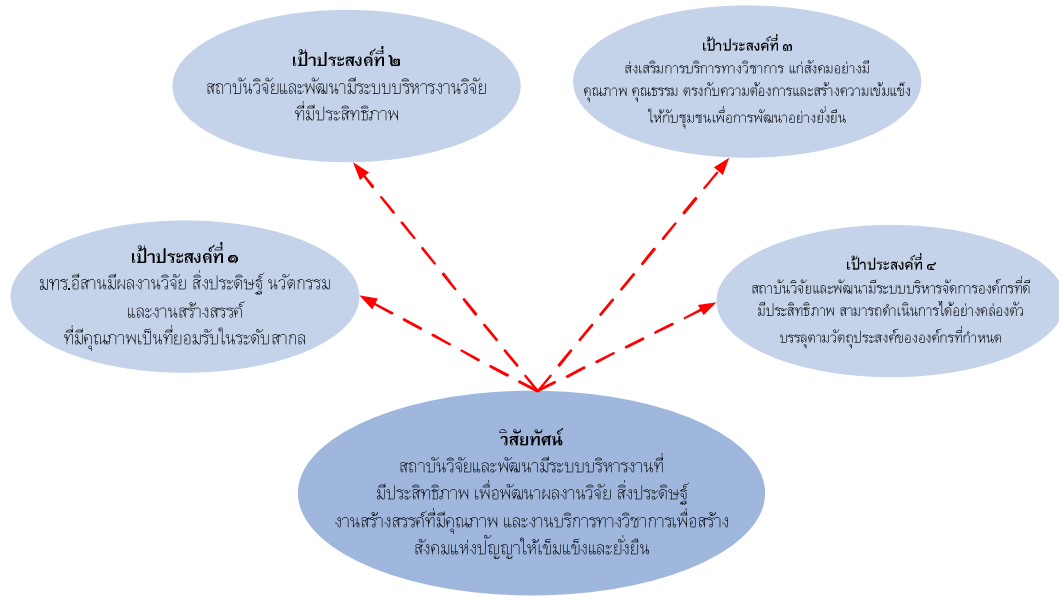 เป้าประสงค์ที่ ๒
สถาบันวิจัยและพัฒนามีระบบบริหารงานวิจัย
ที่มีประสิทธิภาพ
เป้าประสงค์ที่ ๓
ส่งเสริมการบริการทางวิชาการ แก่สังคมอย่างมี
คุณภาพ คุณธรรม ตรงกับความต้องการและสร้างความเข้มแข็ง
ให้กับชุมชนเพื่อการพัฒนาอย่างยั่งยืน
เป้าประสงค์ที่ ๑
มทร.อีสานมีผลงานวิจัย สิ่งประดิษฐ์ นวัตกรรม
และงานสร้างสรรค์
ที่มีคุณภาพเป็นที่ยอมรับในระดับสากล
เป้าประสงค์ที่ ๔
สถาบันวิจัยและพัฒนามีระบบบริหารจัดการองค์กรที่ดี
มีประสิทธิภาพ สามารถดำเนินการได้อย่างคล่องตัว
บรรลุตามวัตถุประสงค์ขององค์กรที่กำหนด
วิสัยทัศน์
สถาบันวิจัยและพัฒนามีระบบบริหารงานที่
มีประสิทธิภาพ เพื่อพัฒนาผลงานวิจัย สิ่งประดิษฐ์
งานสร้างสรรค์ที่มีคุณภาพ และงานบริการทางวิชาการเพื่อสร้าง
สังคมแห่งปัญญาให้เข็มแข็งและยั่งยืน